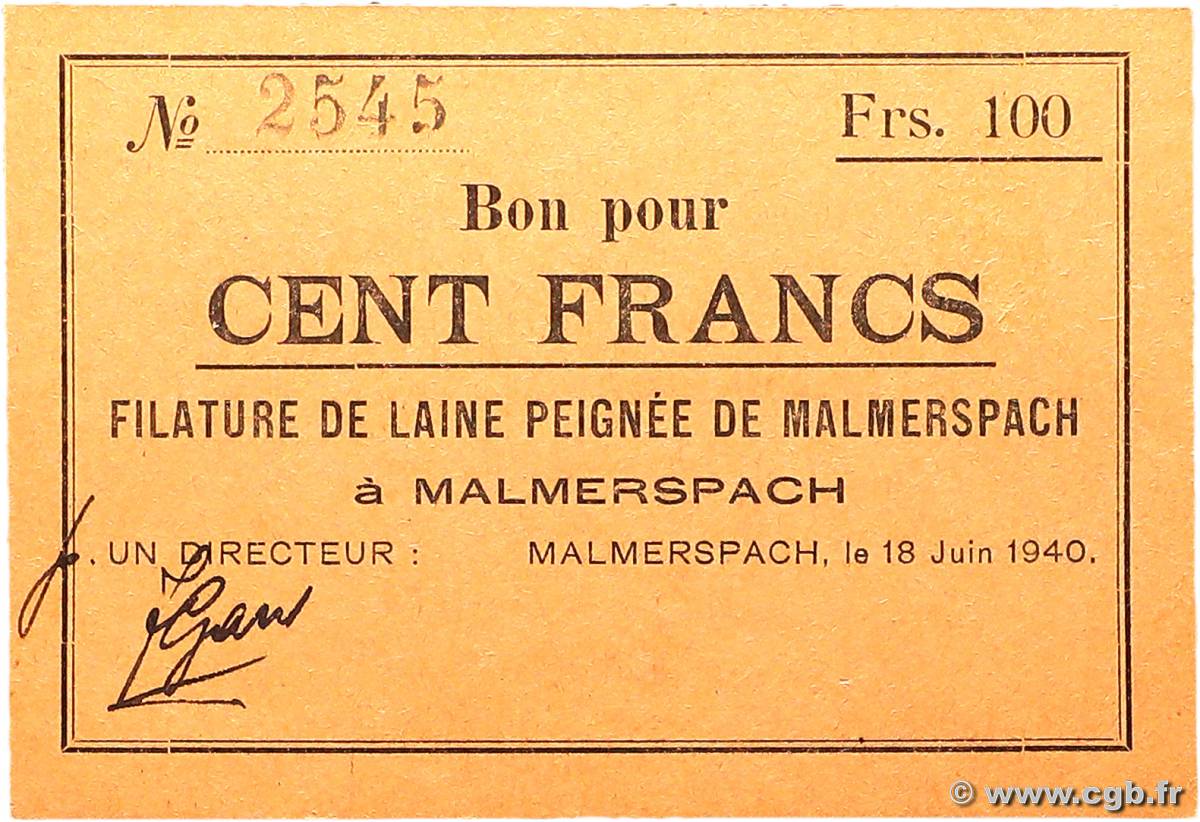 № 2545 Frs. 100
Bon pour
CENT FRANCS
FILATURE DE LAINE PEIGNÉE DE MALMERSPACH
à MALMERSPACH
p. UN DIRECTEUR : MALMERSPACH, le 18 Juin 1940.
© www.cgb.fr